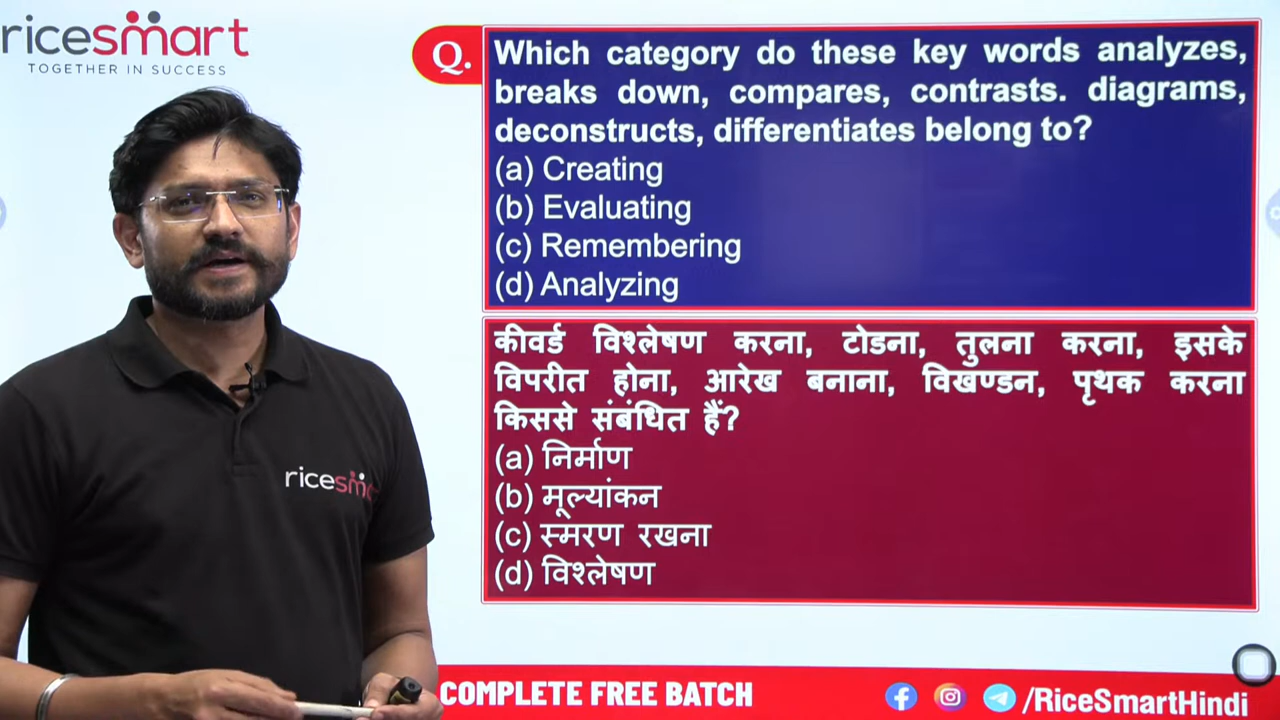 ricesmart
TOGETHER IN SUCCESS
Q.
Which category do these key words analyzes,
breaks down, compares, contrasts. diagrams,
deconstructs, differentiates belong to?
(a) Creating
(b) Evaluating
(c) Remembering
(d) Analyzing
कीवर्ड विश्लेषण करना, टोडना, तुलना करना, इसके
विपरीत होना, आरेख बनाना, विखण्डन, पृथक करना
किससे संबंधित हैं?
(a) निर्माण
(b) मूल्यांकन
(c) स्मरण रखना
(d) विश्लेषण
ricesm
COMPLETE FREE BATCH
/RiceSmartHindi